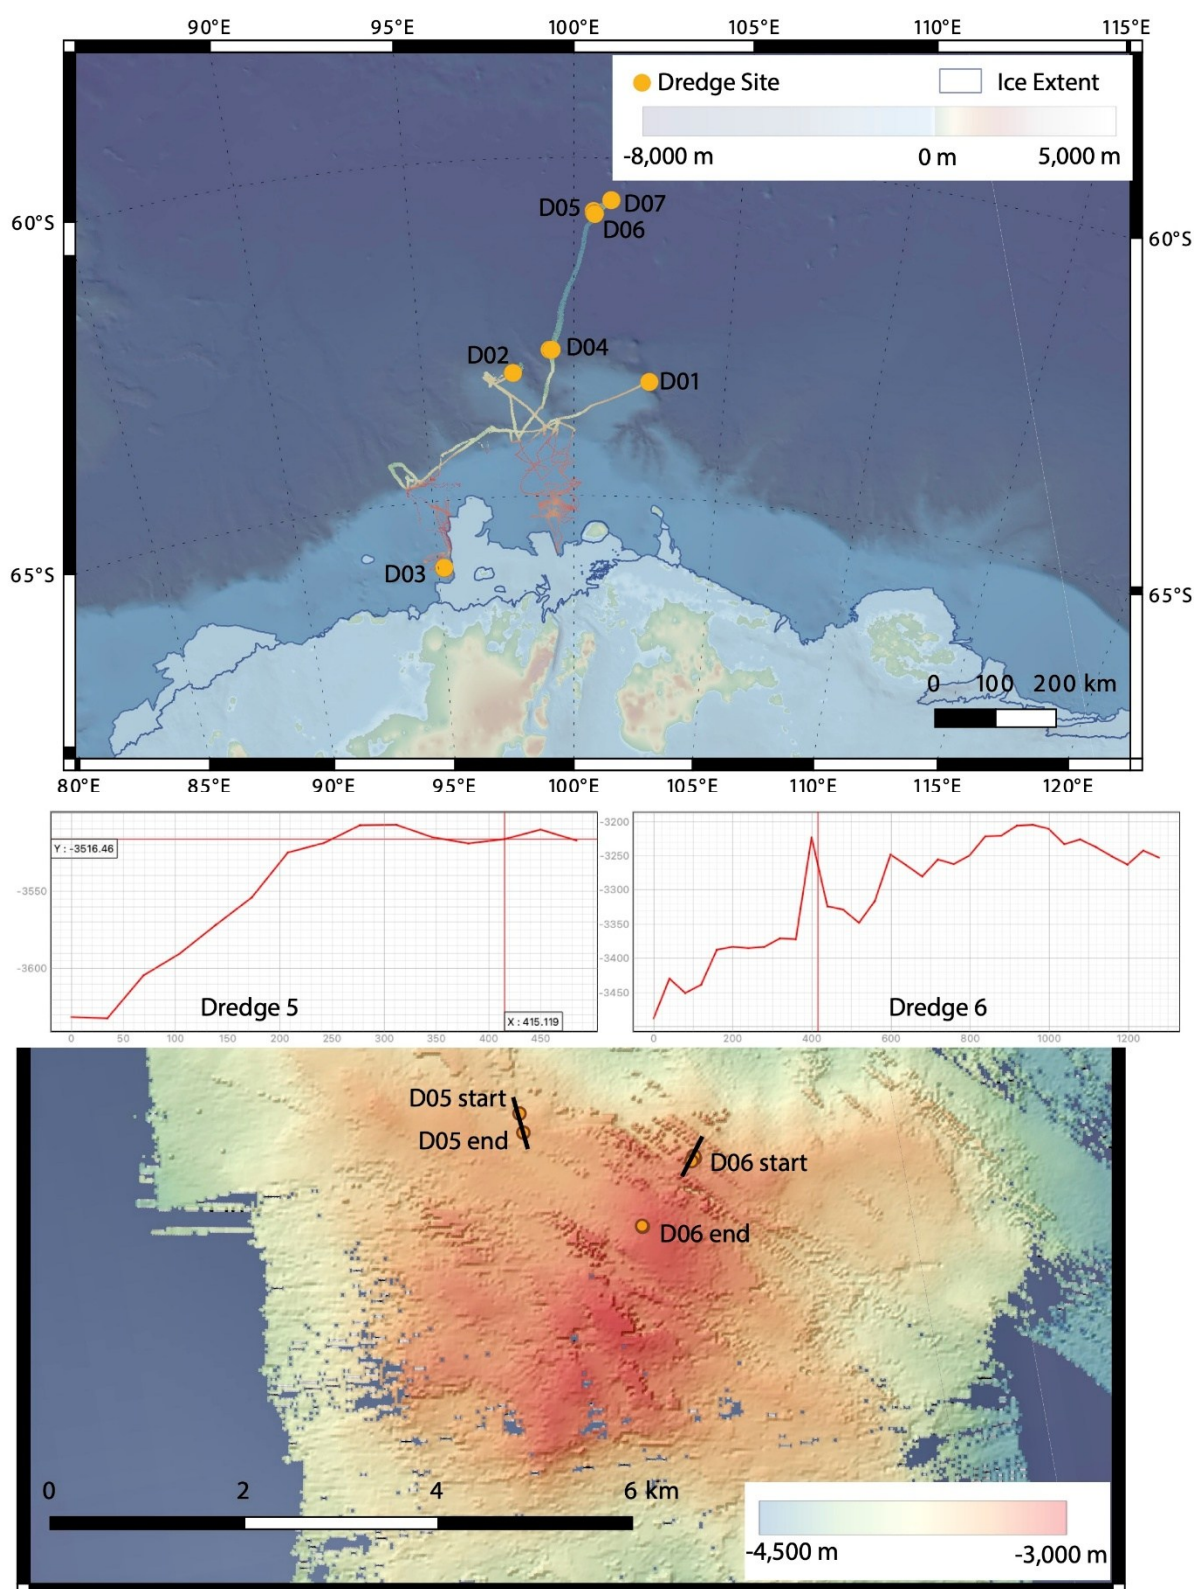 90°E 95°E 100°E 105°E 110°E 115°E
Dredge Site Ice Extent
-8,000 m 0 m 5,000 m
D05 D07
D06
60°S 60°S
D04
D02
D01
D03
65°S 65°S
0 100 200 km
80°E 85°E 90°E 95°E 100°E 105°E 110°E 115°E 120°E
Y : -3516.46
-3550
-3600
Dredge 5
X : 415.119
0 50 100 150 200 250 300 350 400 450
-3200
-3250
-3300
-3350
-3400
-3450
Dredge 6
0 200 400 600 800 1000 1200
D05 start
D05 end
D06 start
D06 end
0 2 4 6 km
-4,500 m -3,000 m